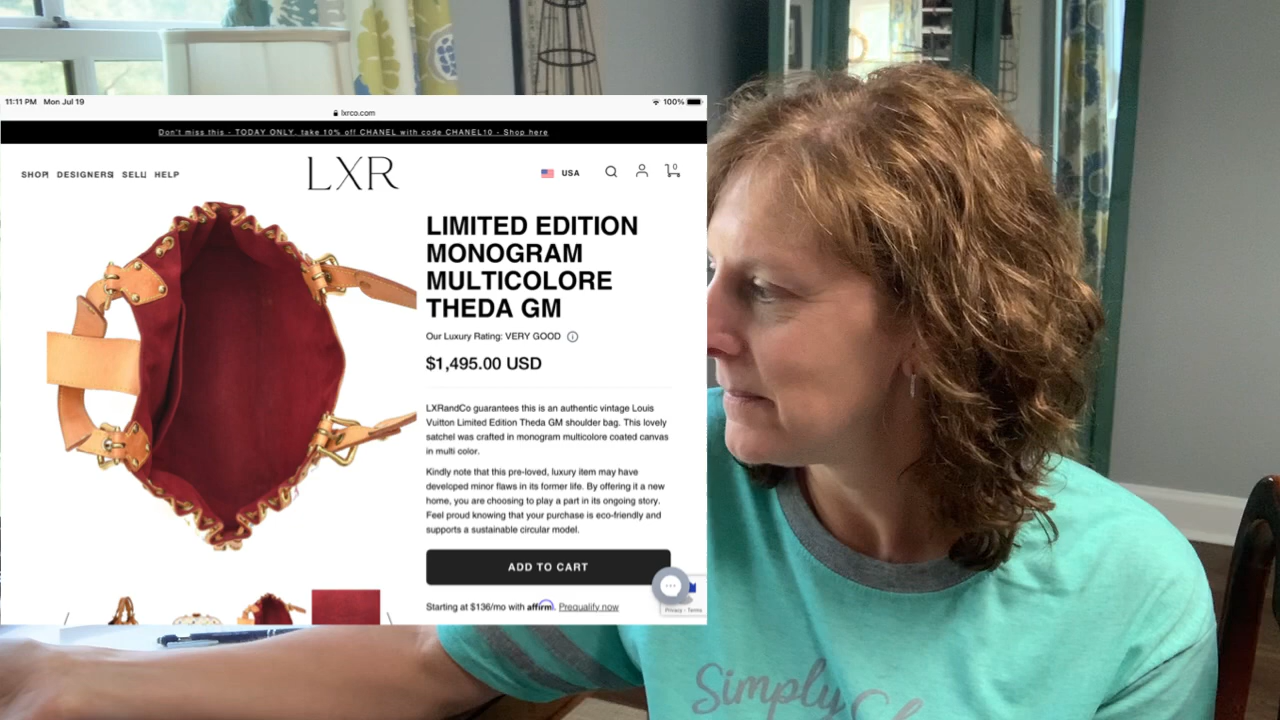 11:11 PM Mon Jul 19
100%
lxrco.com
Don't miss this - TODAY ONLY, take 10% off CHANEL with code CHANEL10 - Shop here
SHOP DESIGNERS SELL HELP
LXR
USA
0
LIMITED EDITION
MONOGRAM
MULTICOLORE
THEDA GM
Our Luxury Rating: VERY GOOD
$1,495.00 USD
LXRandCo guarantees this is an authentic vintage Louis
Vuitton Limited Edition Theda GM shoulder bag. This lovely
satchel was crafted in monogram multicolore coated canvas
in multi color.
Kindly note that this pre-loved, luxury item may have
developed minor flaws in its former life. By offering it a new
home, you are choosing to play a part in its ongoing story.
Feel proud knowing that your purchase is eco-friendly and
supports a sustainable circular model.
ADD TO CART
Starting at $136/mo with affirm. Prequalify now
Privacy - Terms
Simply